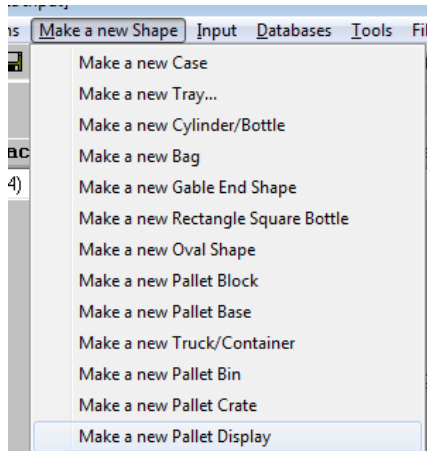 Make a new Shape Input Databases Tools
Make a new Case
Make a new Tray...
Make a new Cylinder/Bottle
Make a new Bag
4)
Make a new Gable End Shape
Make a new Rectangle Square Bottle
Make a new Oval Shape
Make a new Pallet Block
Make a new Pallet Base
Make a new Truck/Container
Make a new Pallet Bin
Make a new Pallet Crate
Make a new Pallet Display